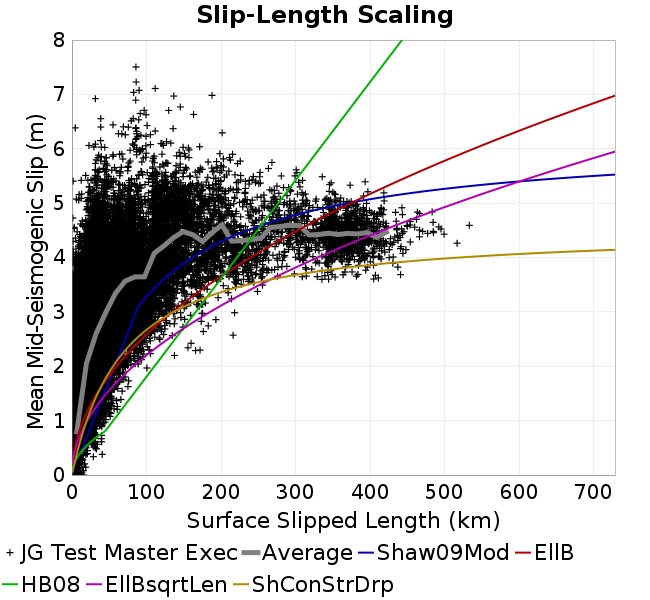 Slip-Length Scaling
Mean Mid-Seismogenic Slip (m)
8
7
6
5
4
3
2
1
0
0 100 200 300 400 500 600 700
Surface Slipped Length (km)
JG Test Master Exec Average Shaw09Mod EllB
HB08 EllBsqrtLen ShConStrDrp